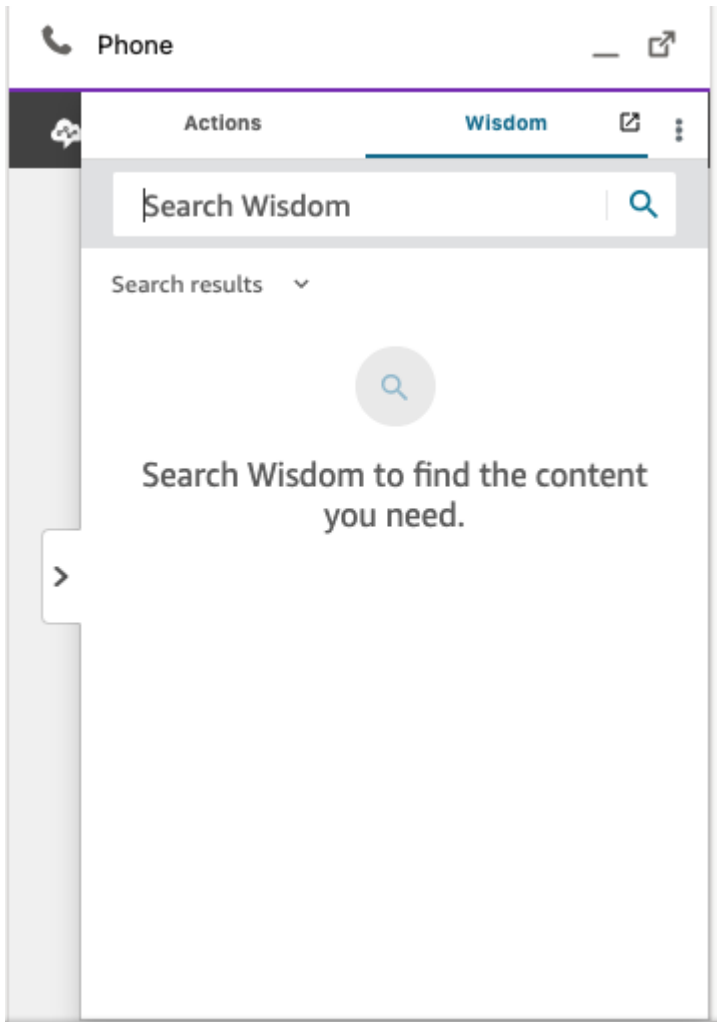 Phone
Actions
Wisdom
Search Wisdom
Search results
Search Wisdom to find the content
you need.